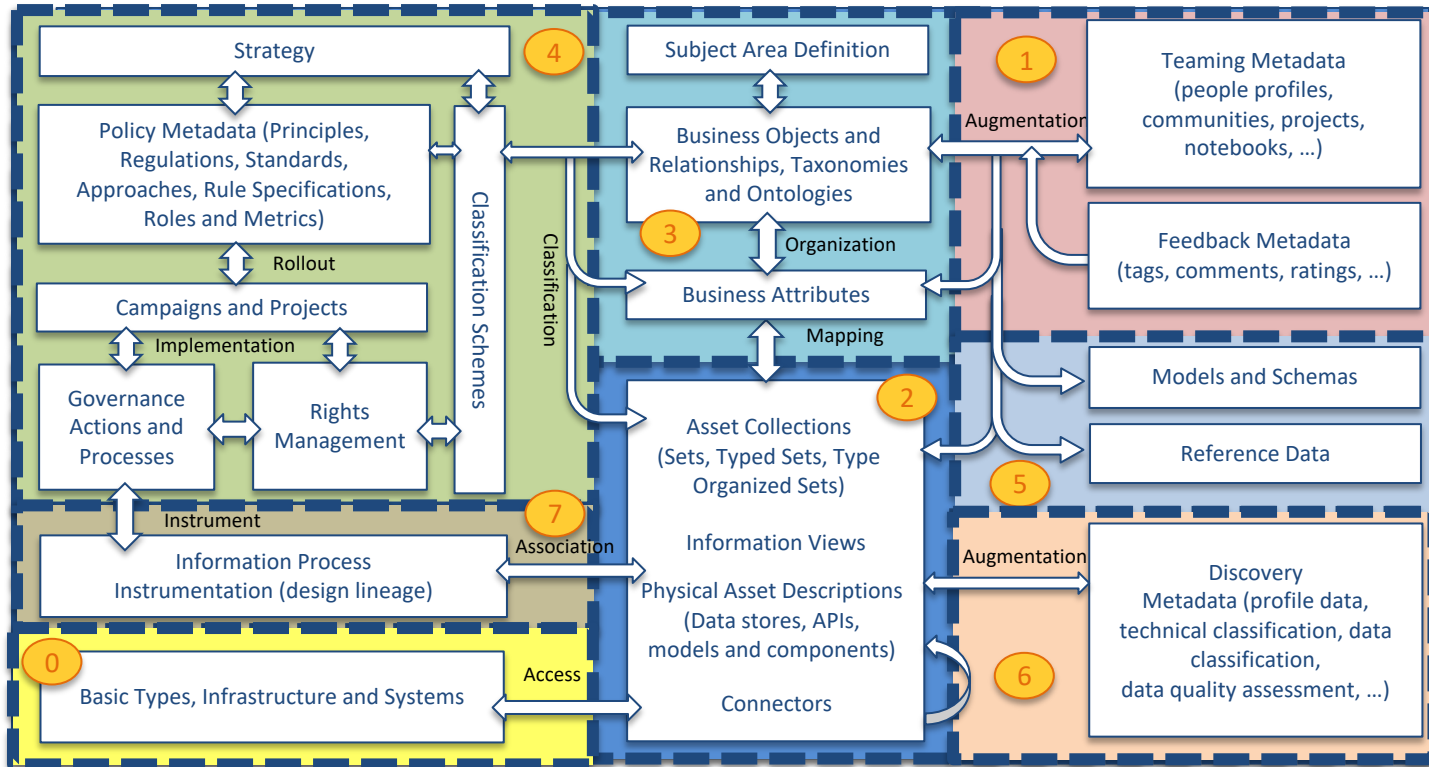 Strategy
4
Policy Metadata (Principles,
Regulations, Standards,
Approaches, Rule Specifications,
Roles and Metrics)
Rollout
Campaigns and Projects
Implementation
Governance
Actions and
Processes
Rights
Management
Classification Schemes
Classification
Subject Area Definition
Business Objects and
Relationships, Taxonomies
and Ontologies
3
Organization
Business Attributes
Mapping
1
Augmentation
Teaming Metadata
(people profiles,
communities, projects,
notebooks, ...)
Feedback Metadata
(tags, comments, ratings, ...)
Models and Schemas
Reference Data
5
2
Asset Collections
(Sets, Typed Sets, Type
Organized Sets)
Information Views
Physical Asset Descriptions
(Data stores, APIs,
models and components)
Connectors
7
Instrument
Association
Information Process
Instrumentation (design lineage)
0
Access
Basic Types, Infrastructure and Systems
Augmentation
6
Discovery
Metadata (profile data,
technical classification, data
classification,
data quality assessment, ...)